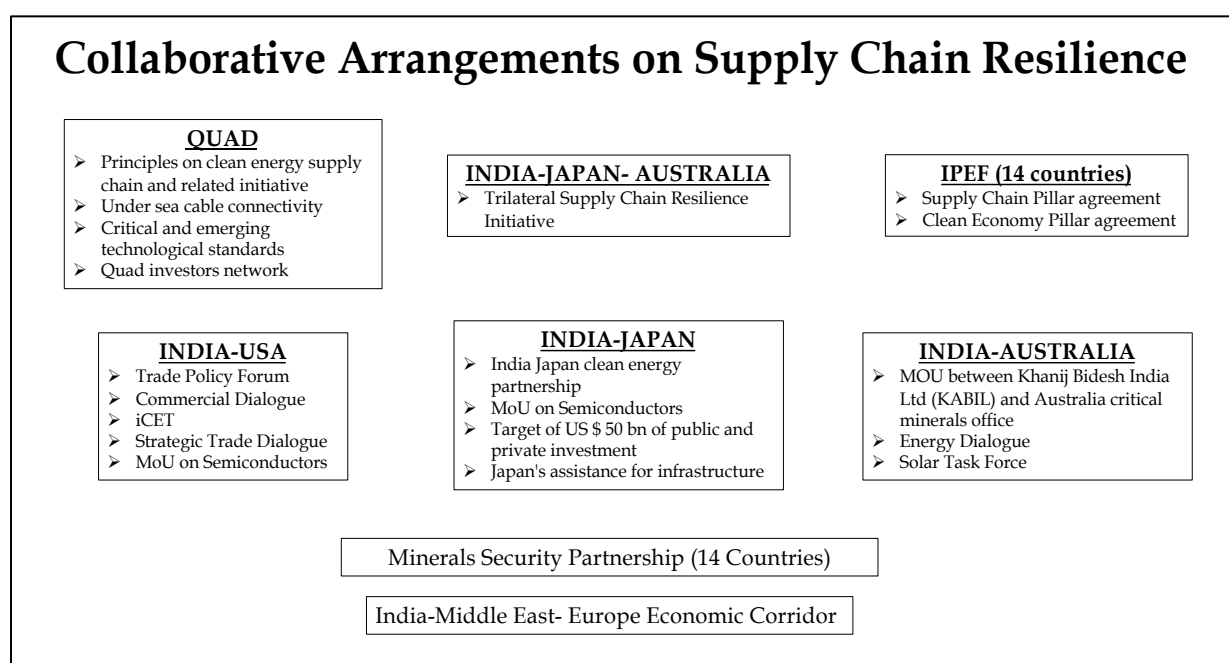 Collaborative Arrangements on Supply Chain Resilience
QUAD
➢ Principles on clean energy supply
chain and related initiative
➢ Under sea cable connectivity
➢ Critical and emerging
technological standards
➢ Quad investors network
INDIA-JAPAN- AUSTRALIA
➢ Trilateral Supply Chain Resilience
Initiative
IPEF (14 countries)
➢ Supply Chain Pillar agreement
➢ Clean Economy Pillar agreement
INDIA-USA
➢ Trade Policy Forum
➢ Commercial Dialogue
➢ iCET
➢ Strategic Trade Dialogue
➢ MoU on Semiconductors
INDIA-JAPAN
➢ India Japan clean energy
partnership
➢ MoU on Semiconductors
➢ Target of US $ 50 bn of public and
private investment
➢ Japan's assistance for infrastructure
INDIA-AUSTRALIA
➢ MOU between Khanij Bidesh India
Ltd (KABIL) and Australia critical
minerals office
➢ Energy Dialogue
➢ Solar Task Force
Minerals Security Partnership (14 Countries)
India-Middle East- Europe Economic Corridor